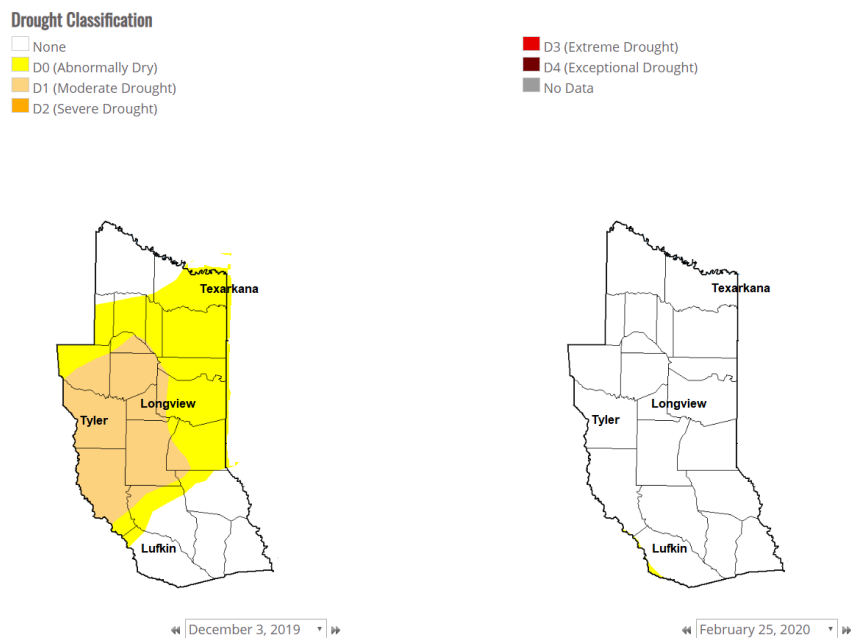 Drought Classification
None
D0 (Abnormally Dry)
D1 (Moderate Drought)
D2 (Severe Drought)
D3 (Extreme Drought)
D4 (Exceptional Drought)
No Data
Texarkana
Longview
Tyler
Lufkin
December 3, 2019
Texarkana
Longview
Tyler
Lufkin
February 25, 2020